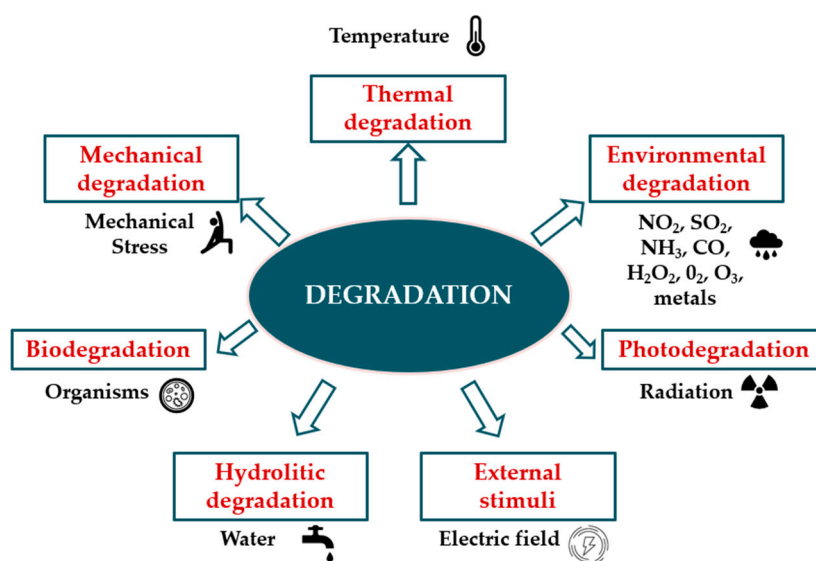 Temperature
Thermal
degradation
Mechanical
degradation
Mechanical
Stress
Environmental
degradation
NO₂, SO₂,
NH₃, CO,
H₂O₂, 0₂, O₃,
metals
DEGRADATION
Biodegradation
Organisms
Photodegradation
Radiation
Hydrolitic
degradation
Water
External
stimuli
Electric field